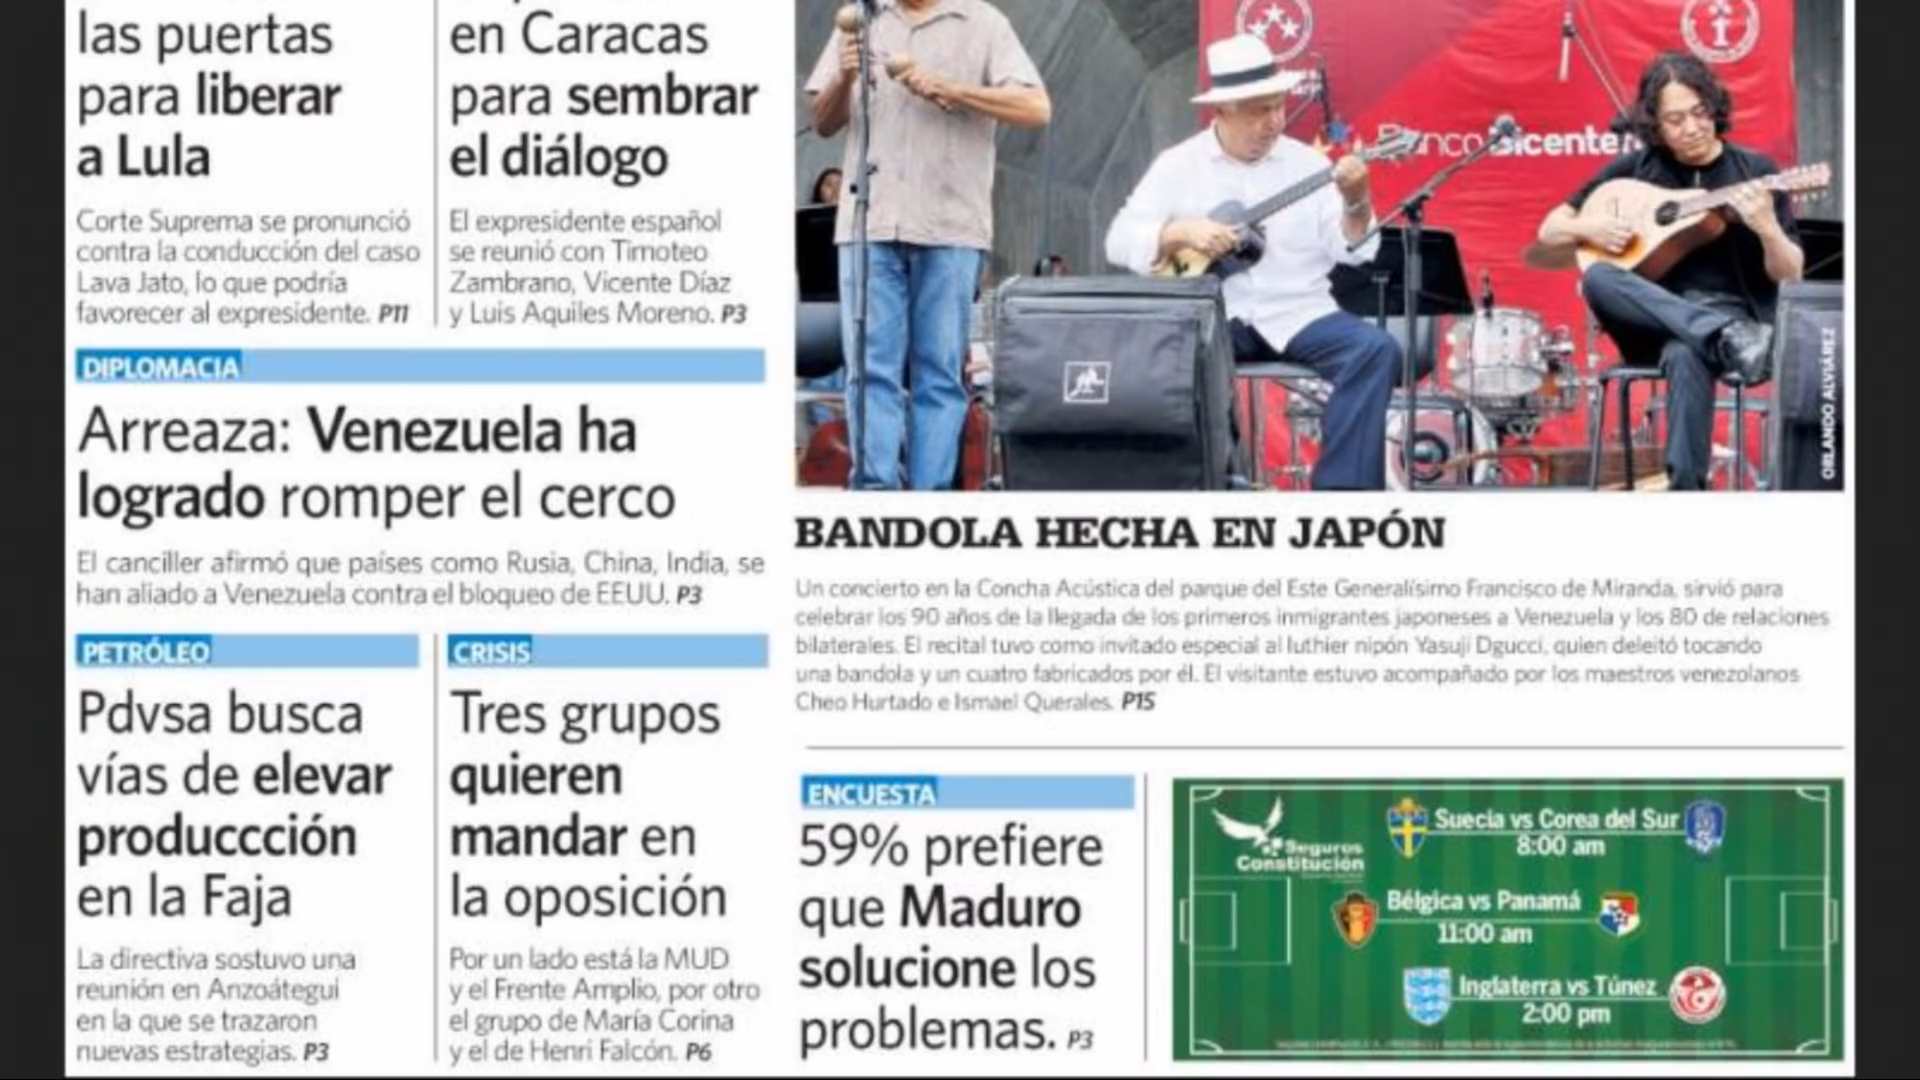 las puertas
para liberar
a Lula
Corte Suprema se pronunció
contra la conducción del caso
Lava Jato, lo que podría
favorecer al expresidente. P11
en Caracas
para sembrar
el diálogo
El expresidente español
se reunió con Timoteo
Zambrano, Vicente Díaz
y Luis Aquiles Moreno. P3
DIPLOMACIA
Arreaza: Venezuela ha
logrado romper el cerco
El canciller afirmó que países como Rusia, China, India, se
han aliado a Venezuela contra el bloqueo de EEUU. P3
PETRÓLEO
Pdvsa busca
vías de elevar
produccción
en la Faja
La directiva sostuvo una
reunión en Anzoátegui
en la que se trazaron
nuevas estrategias. P3
CRISIS
Tres grupos
quieren
mandar en
la oposición
Por un lado está la MUD
y el Frente Amplio, por otro
el grupo de María Corina
y el de Henri Falcón. P6
ORLANDO ALVIÁREZ
BANDOLA HECHA EN JAPÓN
Un concierto en la Concha Acústica del parque del Este Generalísimo Francisco de Miranda, sirvió para
celebrar los 90 años de la llegada de los primeros inmigrantes japoneses a Venezuela y los 80 de relaciones
bilaterales. El recital tuvo como invitado especial al luthier nipón Yasuji Dgucci, quien deleitó tocando
una bandola y un cuatro fabricados por él. El visitante estuvo acompañado por los maestros venezolanos
Cheo Hurtado e Ismael Querales. P15
ENCUESTA
59% prefiere
que Maduro
solucione los
problemas. P3
Seguros
Constitución
Suecia vs Corea del Sur
8:00 am
Bélgica vs Panamá
11:00 am
Inglaterra vs Túnez
2:00 pm